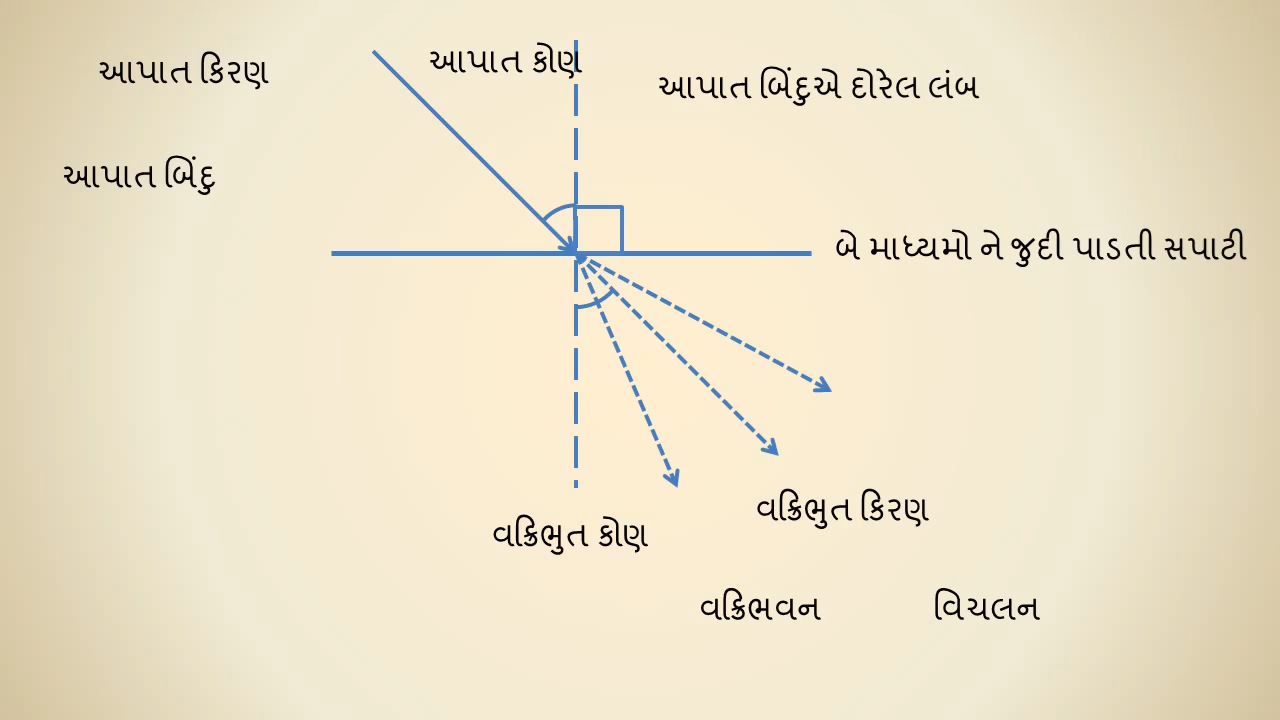 આપાત કિરણ
આપાત કોણ
આપાત બિંદુએ દોરેલ લંબ
આપાત બિંદુ
બે માધ્યમો ને જુદી પાડતી સપાટી
વક્રિભુત કોણ
વક્રિભુત કિરણ
વક્રિભવન
વિચલન